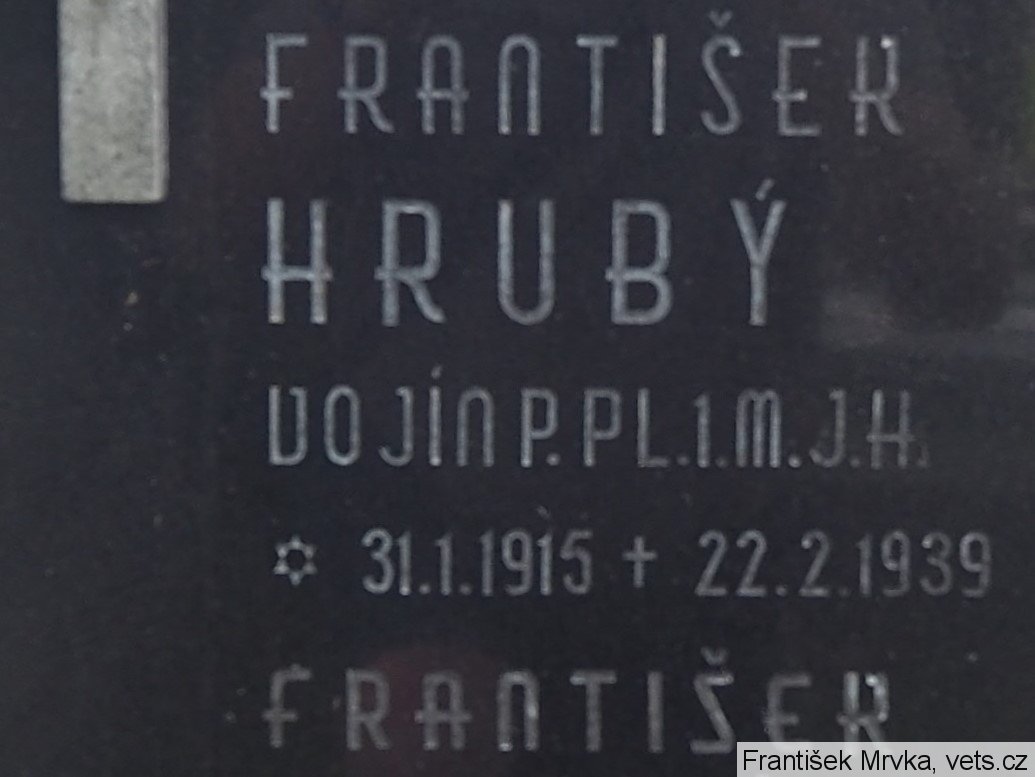 FRANTIŠEK
HRUBÝ
VOJÍN P. PL. 1. M. J. H.
✡ 31.1.1915 + 22.2.1939
FRANTIŠEK
František Mrvka, vets.cz